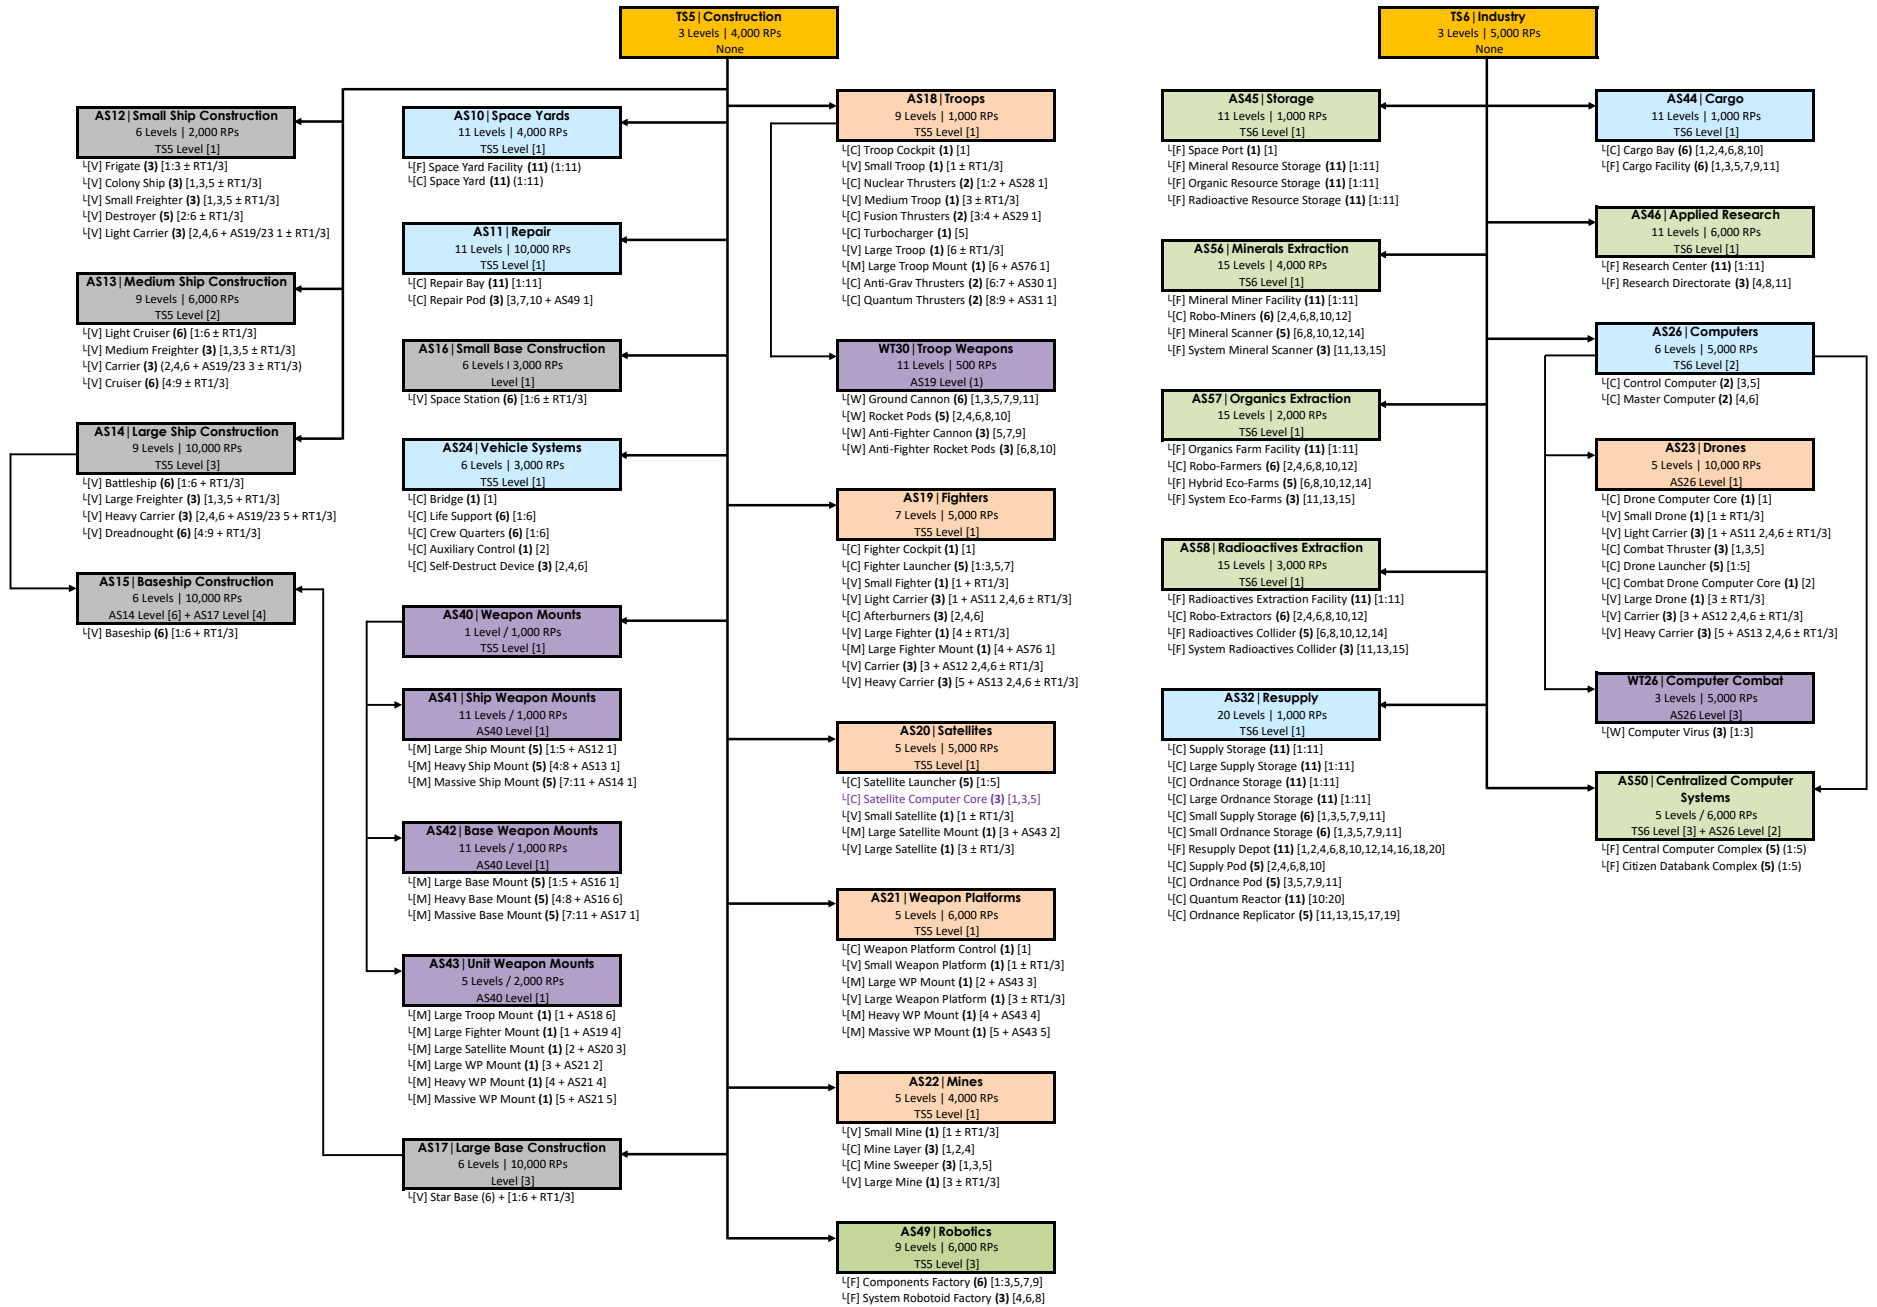 TS5|Construction
3 Levels | 4,000 RPs
None
AS12|Small Ship Construction
6 Levels | 2,000 RPs
TS5 Level [1]
└[V] Frigate (3) [1:3 ± RT1/3]
└[V] Colony Ship (3) [1,3,5 ± RT1/3]
└[V] Small Freighter (3) [1,3,5 ± RT1/3]
└[V] Destroyer (5) [2:6 ± RT1/3]
└[V] Light Carrier (3) [2,4,6 + AS19/23 1 ± RT1/3]
AS13|Medium Ship Construction
9 Levels | 6,000 RPs
TS5 Level [2]
└[V] Light Cruiser (6) [1:6 ± RT1/3]
└[V] Medium Freighter (3) [1,3,5 ± RT1/3]
└[V] Carrier (3) (2,4,6 + AS19/23 3 ± RT1/3)
└[V] Cruiser (6) [4:9 ± RT1/3]
AS14|Large Ship Construction
9 Levels | 10,000 RPs
TS5 Level [3]
└[V] Battleship (6) [1:6 + RT1/3]
└[V] Large Freighter (3) [1,3,5 + RT1/3]
└[V] Heavy Carrier (3) [2,4,6 + AS19/23 5 + RT1/3]
└[V] Dreadnought (6) [4:9 + RT1/3]
AS15|Baseship Construction
6 Levels | 10,000 RPs
AS14 Level [6] + AS17 Level [4]
└[V] Baseship (6) [1:6 + RT1/3]
AS10|Space Yards
11 Levels | 4,000 RPs
TS5 Level [1]
└[F] Space Yard Facility (11) (1:11)
└[C] Space Yard (11) (1:11)
AS11|Repair
11 Levels | 10,000 RPs
TS5 Level [1]
└[C] Repair Bay (11) [1:11]
└[C] Repair Pod (3) [3,7,10 + AS49 1]
AS16|Small Base Construction
6 Levels I 3,000 RPs
Level [1]
└[V] Space Station (6) [1:6 ± RT1/3]
AS24|Vehicle Systems
6 Levels | 3,000 RPs
TS5 Level [1]
└[C] Bridge (1) [1]
└[C] Life Support (6) [1:6]
└[C] Crew Quarters (6) [1:6]
└[C] Auxiliary Control (1) [2]
└[C] Self-Destruct Device (3) [2,4,6]
AS40|Weapon Mounts
1 Level / 1,000 RPs
TS5 Level [1]
AS41|Ship Weapon Mounts
11 Levels / 1,000 RPs
AS40 Level [1]
└[M] Large Ship Mount (5) [1:5 + AS12 1]
└[M] Heavy Ship Mount (5) [4:8 + AS13 1]
└[M] Massive Ship Mount (5) [7:11 + AS14 1]
AS42|Base Weapon Mounts
11 Levels / 1,000 RPs
AS40 Level [1]
└[M] Large Base Mount (5) [1:5 + AS16 1]
└[M] Heavy Base Mount (5) [4:8 + AS16 6]
└[M] Massive Base Mount (5) [7:11 + AS17 1]
AS43|Unit Weapon Mounts
5 Levels / 2,000 RPs
AS40 Level [1]
└[M] Large Troop Mount (1) [1 + AS18 6]
└[M] Large Fighter Mount (1) [1 + AS19 4]
└[M] Large Satellite Mount (1) [2 + AS20 3]
└[M] Large WP Mount (1) [3 + AS21 2]
└[M] Heavy WP Mount (1) [4 + AS21 4]
└[M] Massive WP Mount (1) [5 + AS21 5]
AS17|Large Base Construction
6 Levels | 10,000 RPs
Level [3]
└[V] Star Base (6) + [1:6 + RT1/3]
AS18|Troops
9 Levels | 1,000 RPs
TS5 Level [1]
└[C] Troop Cockpit (1) [1]
└[V] Small Troop (1) [1 ± RT1/3]
└[C] Nuclear Thrusters (2) [1:2 + AS28 1]
└[V] Medium Troop (1) [3 ± RT1/3]
└[C] Fusion Thrusters (2) [3:4 + AS29 1]
└[C] Turbocharger (1) [5]
└[V] Large Troop (1) [6 ± RT1/3]
└[M] Large Troop Mount (1) [6 + AS76 1]
└[C] Anti-Grav Thrusters (2) [6:7 + AS30 1]
└[C] Quantum Thrusters (2) [8:9 + AS31 1]
WT30|Troop Weapons
11 Levels | 500 RPs
AS19 Level (1)
└[W] Ground Cannon (6) [1,3,5,7,9,11]
└[W] Rocket Pods (5) [2,4,6,8,10]
└[W] Anti-Fighter Cannon (3) [5,7,9]
└[W] Anti-Fighter Rocket Pods (3) [6,8,10]
AS19|Fighters
7 Levels | 5,000 RPs
TS5 Level [1]
└[C] Fighter Cockpit (1) [1]
└[C] Fighter Launcher (5) [1:3,5,7]
└[V] Small Fighter (1) [1 + RT1/3]
└[V] Light Carrier (3) [1 + AS11 2,4,6 ± RT1/3]
└[C] Afterburners (3) [2,4,6]
└[V] Large Fighter (1) [4 ± RT1/3]
└[M] Large Fighter Mount (1) [4 + AS76 1]
└[V] Carrier (3) [3 + AS12 2,4,6 ± RT1/3]
└[V] Heavy Carrier (3) [5 + AS13 2,4,6 ± RT1/3]
AS20|Satellites
5 Levels | 5,000 RPs
TS5 Level [1]
└[C] Satellite Launcher (5) [1:5]
└[C] Satellite Computer Core (3) [1,3,5]
└[V] Small Satellite (1) [1 ± RT1/3]
└[M] Large Satellite Mount (1) [3 + AS43 2]
└[V] Large Satellite (1) [3 ± RT1/3]
AS21|Weapon Platforms
5 Levels | 6,000 RPs
TS5 Level [1]
└[C] Weapon Platform Control (1) [1]
└[V] Small Weapon Platform (1) [1 ± RT1/3]
└[M] Large WP Mount (1) [2 + AS43 3]
└[V] Large Weapon Platform (1) [3 ± RT1/3]
└[M] Heavy WP Mount (1) [4 + AS43 4]
└[M] Massive WP Mount (1) [5 + AS43 5]
AS22|Mines
5 Levels | 4,000 RPs
TS5 Level [1]
└[V] Small Mine (1) [1 ± RT1/3]
└[C] Mine Layer (3) [1,2,4]
└[C] Mine Sweeper (3) [1,3,5]
└[V] Large Mine (1) [3 ± RT1/3]
AS49|Robotics
9 Levels | 6,000 RPs
TS5 Level [3]
└[F] Components Factory (6) [1:3,5,7,9]
└[F] System Robotoid Factory (3) [4,6,8]
TS6|Industry
3 Levels | 5,000 RPs
None
AS45|Storage
11 Levels | 1,000 RPs
TS6 Level [1]
└[F] Space Port (1) [1]
└[F] Mineral Resource Storage (11) [1:11]
└[F] Organic Resource Storage (11) [1:11]
└[F] Radioactive Resource Storage (11) [1:11]
AS56|Minerals Extraction
15 Levels | 4,000 RPs
TS6 Level [1]
└[F] Mineral Miner Facility (11) [1:11]
└[C] Robo-Miners (6) [2,4,6,8,10,12]
└[F] Mineral Scanner (5) [6,8,10,12,14]
└[F] System Mineral Scanner (3) [11,13,15]
AS57|Organics Extraction
15 Levels | 2,000 RPs
TS6 Level [1]
└[F] Organics Farm Facility (11) [1:11]
└[C] Robo-Farmers (6) [2,4,6,8,10,12]
└[F] Hybrid Eco-Farms (5) [6,8,10,12,14]
└[F] System Eco-Farms (3) [11,13,15]
AS58|Radioactives Extraction
15 Levels | 3,000 RPs
TS6 Level [1]
└[F] Radioactives Extraction Facility (11) [1:11]
└[C] Robo-Extractors (6) [2,4,6,8,10,12]
└[F] Radioactives Collider (5) [6,8,10,12,14]
└[F] System Radioactives Collider (3) [11,13,15]
AS32|Resupply
20 Levels | 1,000 RPs
TS6 Level [1]
└[C] Supply Storage (11) [1:11]
└[C] Large Supply Storage (11) [1:11]
└[C] Ordnance Storage (11) [1:11]
└[C] Large Ordnance Storage (11) [1:11]
└[C] Small Supply Storage (6) [1,3,5,7,9,11]
└[C] Small Ordnance Storage (6) [1,3,5,7,9,11]
└[F] Resupply Depot (11) [1,2,4,6,8,10,12,14,16,18,20]
└[C] Supply Pod (5) [2,4,6,8,10]
└[C] Ordnance Pod (5) [3,5,7,9,11]
└[C] Quantum Reactor (11) [10:20]
└[C] Ordnance Replicator (5) [11,13,15,17,19]
AS44|Cargo
11 Levels | 1,000 RPs
TS6 Level [1]
└[C] Cargo Bay (6) [1,2,4,6,8,10]
└[F] Cargo Facility (6) [1,3,5,7,9,11]
AS46|Applied Research
11 Levels | 6,000 RPs
TS6 Level [1]
└[F] Research Center (11) [1:11]
└[F] Research Directorate (3) [4,8,11]
AS26|Computers
6 Levels | 5,000 RPs
TS6 Level [2]
└[C] Control Computer (2) [3,5]
└[C] Master Computer (2) [4,6]
AS23|Drones
5 Levels | 10,000 RPs
AS26 Level [1]
└[C] Drone Computer Core (1) [1]
└[V] Small Drone (1) [1 ± RT1/3]
└[V] Light Carrier (3) [1 + AS11 2,4,6 ± RT1/3]
└[C] Combat Thruster (3) [1,3,5]
└[C] Drone Launcher (5) [1:5]
└[C] Combat Drone Computer Core (1) [2]
└[V] Large Drone (1) [3 ± RT1/3]
└[V] Carrier (3) [3 + AS12 2,4,6 ± RT1/3]
└[V] Heavy Carrier (3) [5 + AS13 2,4,6 ± RT1/3]
WT26|Computer Combat
3 Levels | 5,000 RPs
AS26 Level [3]
└[W] Computer Virus (3) [1:3]
AS50|Centralized Computer
Systems
5 Levels / 6,000 RPs
TS6 Level [3] + AS26 Level [2]
└[F] Central Computer Complex (5) (1:5)
└[F] Citizen Databank Complex (5) (1:5)